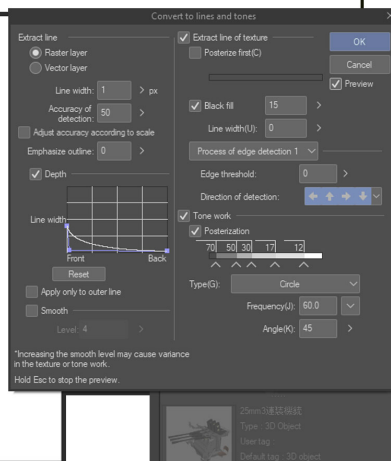 Convert to lines and tones
Extract line
Raster layer
Vector layer
Line width: 1 > px
Accuracy of detection: 50 >
Adjust accuracy according to scale
Emphasize outline: 0 >
Depth
Line width
Front Back
Reset
Apply only to outer line
Smooth
Level: 4 >
Extract line of texture
Posterize first(C)
Black fill 15 >
Line width(U): 0 >
Process of edge detection 1
Edge threshold: 0 >
Direction of detection:
Tone work
Posterization
70 50 30 17 12
Type(G): Circle
Frequency(J): 60.0
Angle(K): 45 >
OK
Cancel
Preview
*Increasing the smooth level may cause variance
in the texture or tone work.
Hold Esc to stop the preview.
Type : 3D Object
User tag
Default tag : 3D object